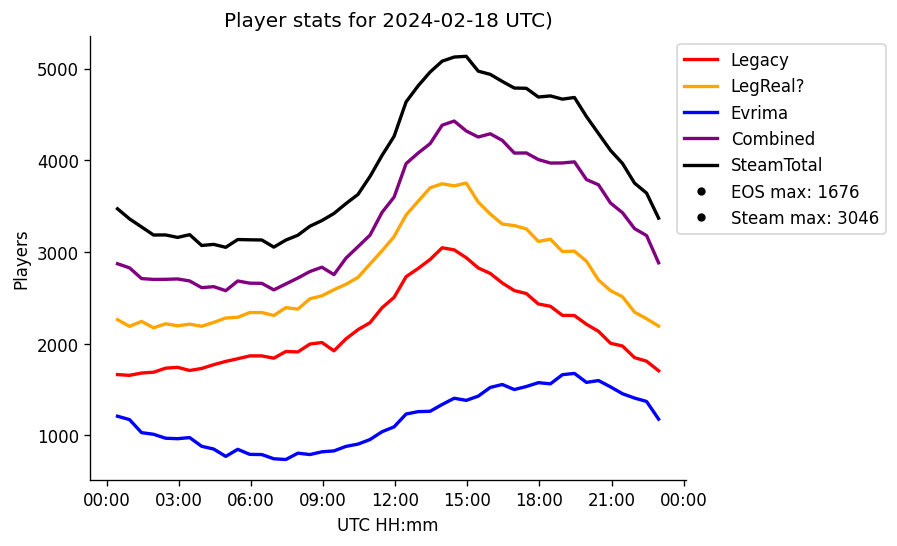 Player stats for 2024-02-18 UTC)
Legacy
LegReal?
Evrima
Combined
SteamTotal
EOS max: 1676
Steam max: 3046
Players
5000
4000
3000
2000
1000
00:00 03:00 06:00 09:00 12:00 15:00 18:00 21:00 00:00
UTC HH:mm